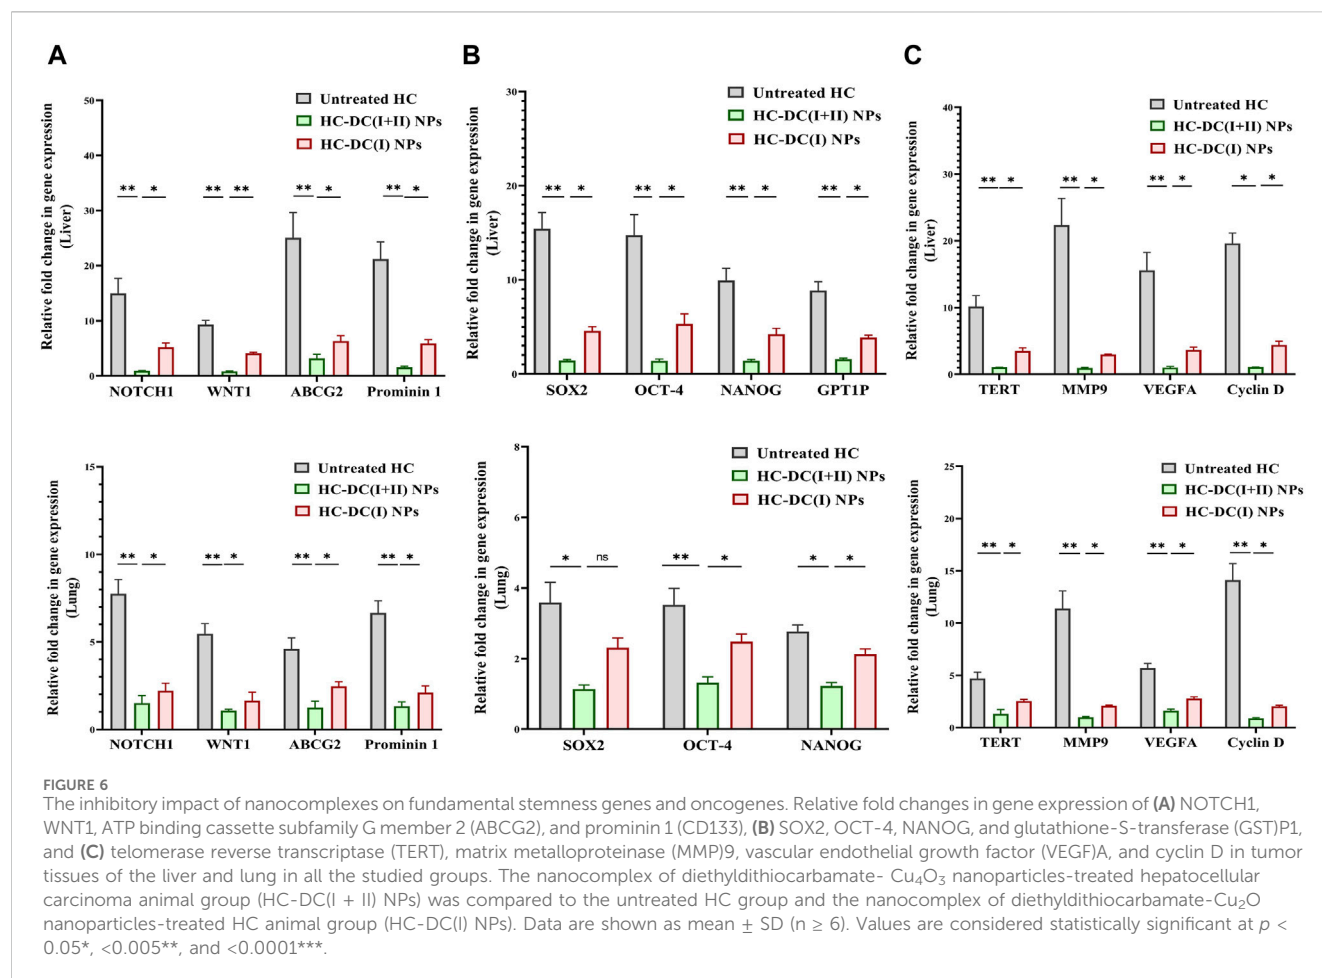 A
Relative fold change in gene expression
(Liver)
50
40
30
20
10
0
Untreated HC
HC-DC(I+II) NPs
HC-DC(I) NPs
** * ** ** ** * ** *
NOTCH1 WNT1 ABCG2 Prominin 1
B
Relative fold change in gene expression
(Liver)
30
20
10
0
Untreated HC
HC-DC(I+II) NPs
HC-DC(I) NPs
** * ** * ** * ** *
SOX2 OCT-4 NANOG GPT1P
C
Relative fold change in gene expression
(Liver)
40
30
20
10
0
Untreated HC
HC-DC(I+II) NPs
HC-DC(I) NPs
** * ** * ** * * *
TERT MMP9 VEGFA Cyclin D
Relative fold change in gene expression
(Lung)
15
10
5
0
Untreated HC
HC-DC(I+II) NPs
HC-DC(I) NPs
** * ** * ** * ** *
NOTCH1 WNT1 ABCG2 Prominin 1
Relative fold change in gene expression
(Lung)
8
6
4
2
0
Untreated HC
HC-DC(I+II) NPs
HC-DC(I) NPs
* ns ** * * *
SOX2 OCT-4 NANOG
Relative fold change in gene expression
(Lung)
25
20
15
10
5
0
Untreated HC
HC-DC(I+II) NPs
HC-DC(I) NPs
** * ** * ** * ** *
TERT MMP9 VEGFA Cyclin D
FIGURE 6
The inhibitory impact of nanocomplexes on fundamental stemness genes and oncogenes. Relative fold changes in gene expression of (A) NOTCH1,
WNT1, ATP binding cassette subfamily G member 2 (ABCG2), and prominin 1 (CD133), (B) SOX2, OCT-4, NANOG, and glutathione-S-transferase (GST)P1,
and (C) telomerase reverse transcriptase (TERT), matrix metalloproteinase (MMP)9, vascular endothelial growth factor (VEGF)A, and cyclin D in tumor
tissues of the liver and lung in all the studied groups. The nanocomplex of diethyldithiocarbamate- Cu₄O₃ nanoparticles-treated hepatocellular
carcinoma animal group (HC-DC(I + II) NPs) was compared to the untreated HC group and the nanocomplex of diethyldithiocarbamate-Cu₂O
nanoparticles-treated HC animal group (HC-DC(I) NPs). Data are shown as mean ± SD (n ≥ 6). Values are considered statistically significant at p <
0.05*, <0.005**, and <0.0001***.